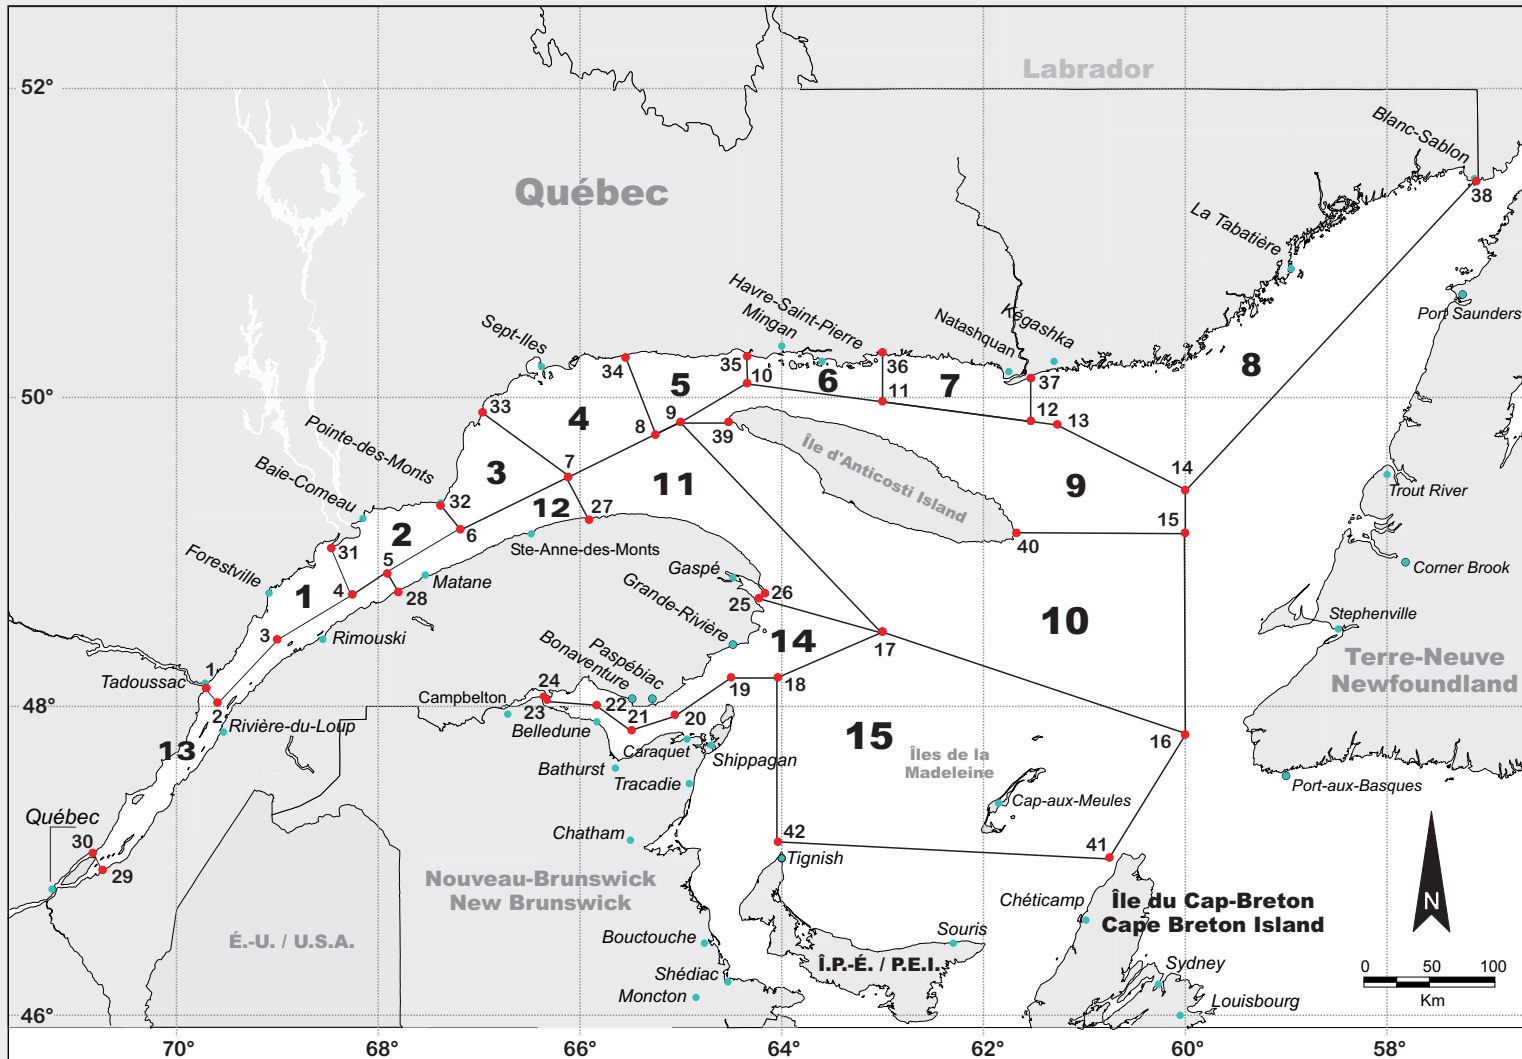 52°
50°
48°
46°
70°
68°
66°
64°
62°
60°
58°
Labrador
Québec
Blanc-Sablon
38
La Tabatière
Port Saunders
Havre-Saint-Pierre
Mingan
Natashquan
Kégashka
Sept-Iles
34
35
10
36
11
37
12
13
5
6
7
8
4
33
9
8
39
Île d'Anticosti Island
Pointe-des-Monts
3
7
11
9
14
Trout River
Baie-Comeau
32
2
6
12
27
15
40
Ste-Anne-des-Monts
31
5
Forestville
1
4
28
Matane
Gaspé
26
25
Corner Brook
3
Rimouski
Grande-Rivière
14
17
10
Stephenville
Terre-Neuve
Newfoundland
1
Tadoussac
2
Rivière-du-Loup
13
Campbelton
24
23
Bonaventure
Paspébiac
22
21
20
19
18
Belledune
Caraquet
Shippagan
Bathurst
Tracadie
15
Îles de la
Madeleine
Cap-aux-Meules
16
Port-aux-Basques
Québec
30
29
Chatham
42
Tignish
41
Nouveau-Brunswick
New Brunswick
É.-U. / U.S.A.
Chéticamp
Île du Cap-Breton
Cape Breton Island
N
Bouctouche
Souris
Shédiac
Moncton
Î.P.-É. / P.E.I.
Sydney
Louisbourg
0 50 100
Km